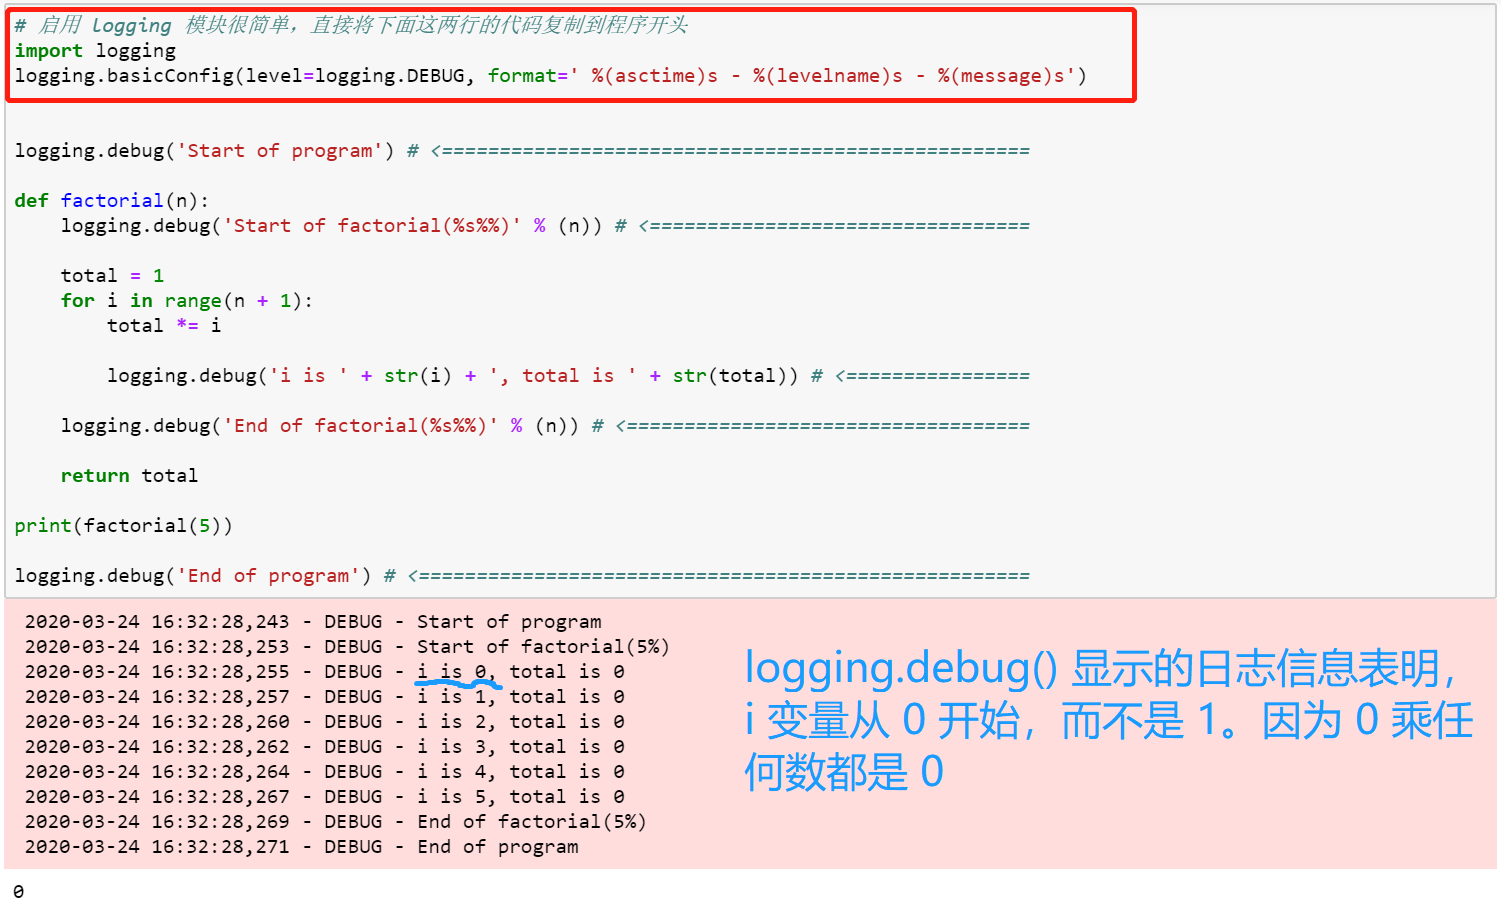 # 启用 Logging 模块很简单，直接将下面这两行的代码复制到程序开头
import logging
logging.basicConfig(level=logging.DEBUG, format=' %(asctime)s - %(levelname)s - %(message)s')
logging.debug('Start of program') # <===================================================
def factorial(n):
    logging.debug('Start of factorial(%s%%)' % (n)) # <=================================
    total = 1
    for i in range(n + 1):
        total *= i
        logging.debug('i is ' + str(i) + ', total is ' + str(total)) # <================
    logging.debug('End of factorial(%s%%)' % (n)) # <===================================
    return total
print(factorial(5))
logging.debug('End of program') # <=====================================================
2020-03-24 16:32:28,243 - DEBUG - Start of program
2020-03-24 16:32:28,253 - DEBUG - Start of factorial(5%)
2020-03-24 16:32:28,255 - DEBUG - i is 0, total is 0
2020-03-24 16:32:28,257 - DEBUG - i is 1, total is 0
2020-03-24 16:32:28,260 - DEBUG - i is 2, total is 0
2020-03-24 16:32:28,262 - DEBUG - i is 3, total is 0
2020-03-24 16:32:28,264 - DEBUG - i is 4, total is 0
2020-03-24 16:32:28,267 - DEBUG - i is 5, total is 0
2020-03-24 16:32:28,269 - DEBUG - End of factorial(5%)
2020-03-24 16:32:28,271 - DEBUG - End of program
logging.debug() 显示的日志信息表明，
i 变量从 0 开始，而不是 1。因为 0 乘任
何数都是 0
0